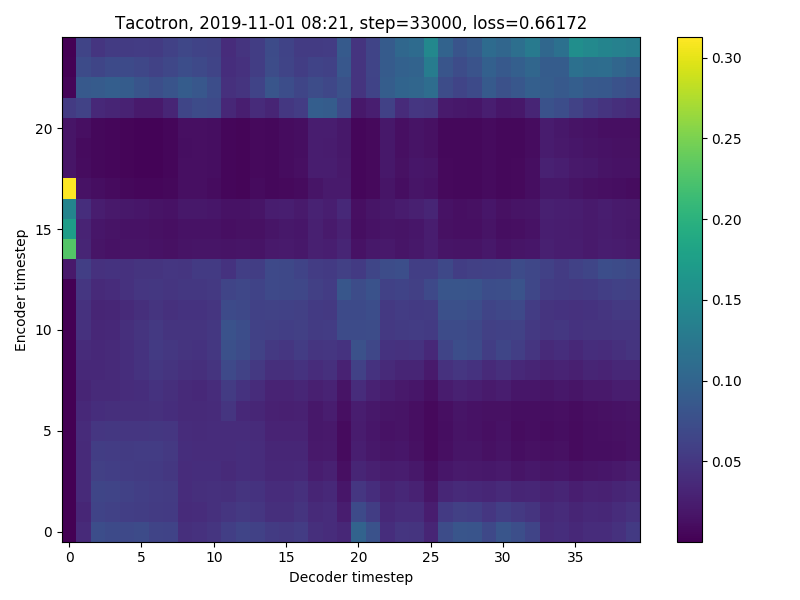 Tacotron, 2019-11-01 08:21, step=33000, loss=0.66172
Encoder timestep
20
15
10
5
0
0 5 10 15 20 25 30 35
Decoder timestep
0.30
0.25
0.20
0.15
0.10
0.05